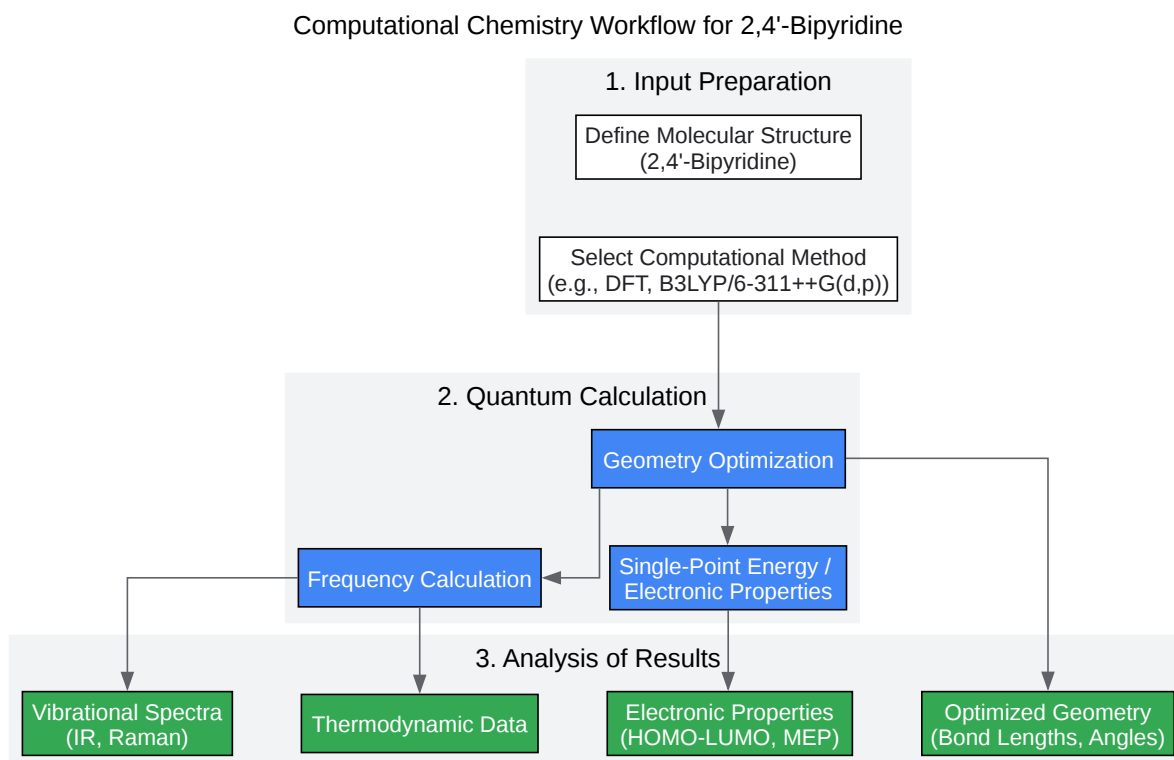 Computational Chemistry Workflow for 2,4'-Bipyridine
1. Input Preparation
Define Molecular Structure
(2,4'-Bipyridine)
Select Computational Method
(e.g., DFT, B3LYP/6-311++G(d,p))
2. Quantum Calculation
Geometry Optimization
Frequency Calculation
Single-Point Energy /
Electronic Properties
3. Analysis of Results
Vibrational Spectra
(IR, Raman)
Thermodynamic Data
Electronic Properties
(HOMO-LUMO, MEP)
Optimized Geometry
(Bond Lengths, Angles)